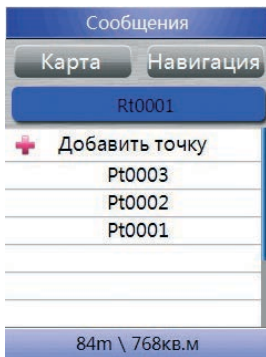 Сообщения
Карта Навигация
Rt0001
Добавить точку
Pt0003
Pt0002
Pt0001
84m \ 768кв.м